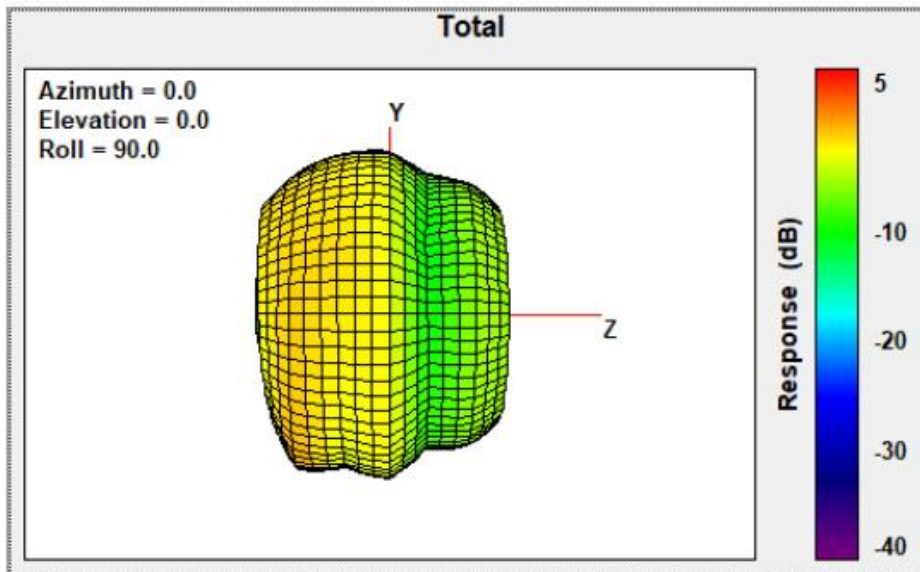 Total
Azimuth = 0.0
Elevation = 0.0
Roll = 90.0
Y
Z
Response (dB)
5
-10
-20
-30
-40